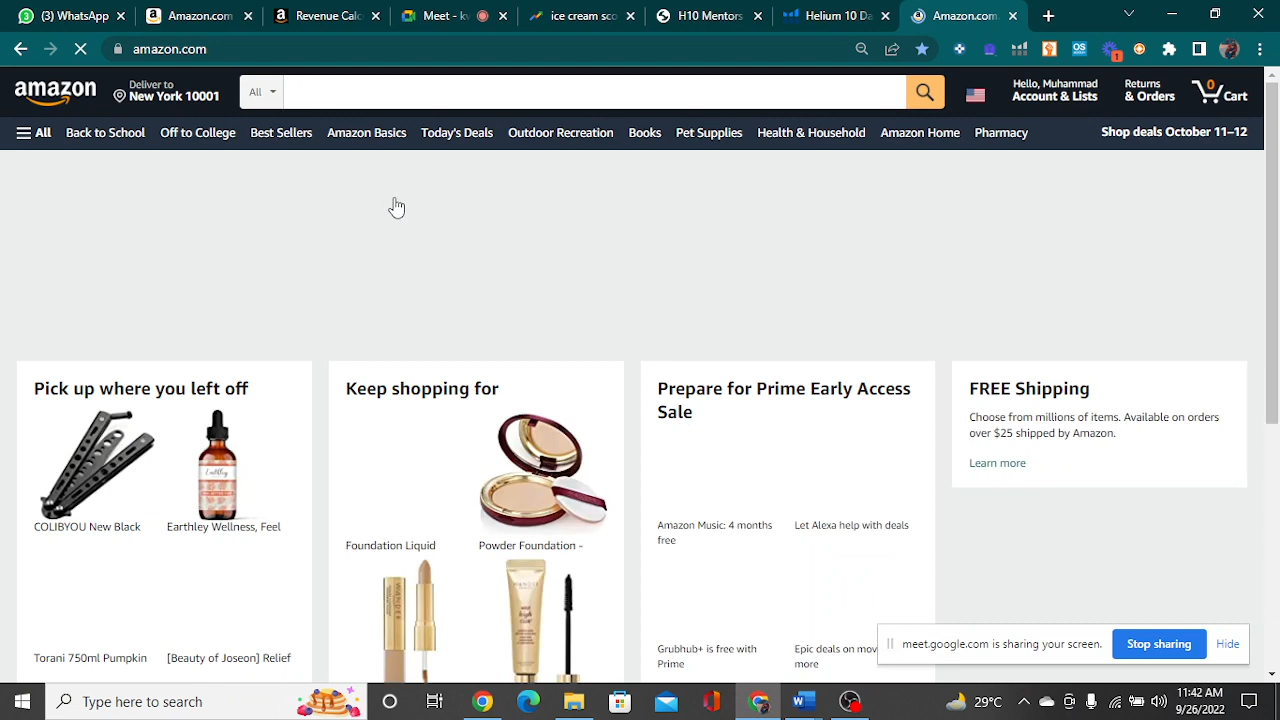 (3) WhatsApp
Amazon.com
Revenue Calc
Meet - kv
ice cream sco
H10 Mentors
Helium 10 Da
Amazon.com.
amazon.com
OS
1
amazon
Deliver to
New York 10001
All
Hello, Muhammad
Account & Lists
Returns
& Orders
0
Cart
All
Back to School
Off to College
Best Sellers
Amazon Basics
Today's Deals
Outdoor Recreation
Books
Pet Supplies
Health & Household
Amazon Home
Pharmacy
Shop deals October 11–12
Pick up where you left off
COLIBYOU New Black
Earthley Wellness, Feel
Torani 750ml Pumpkin
[Beauty of Joseon] Relief
Keep shopping for
Foundation Liquid
Powder Foundation -
Prepare for Prime Early Access
Sale
Amazon Music: 4 months
free
Let Alexa help with deals
Grubhub+ is free with
Prime
Epic deals on mov
more
FREE Shipping
Choose from millions of items. Available on orders
over $25 shipped by Amazon.
Learn more
meet.google.com is sharing your screen.
Stop sharing
Hide
Type here to search
29°C
11:42 AM
9/26/2022